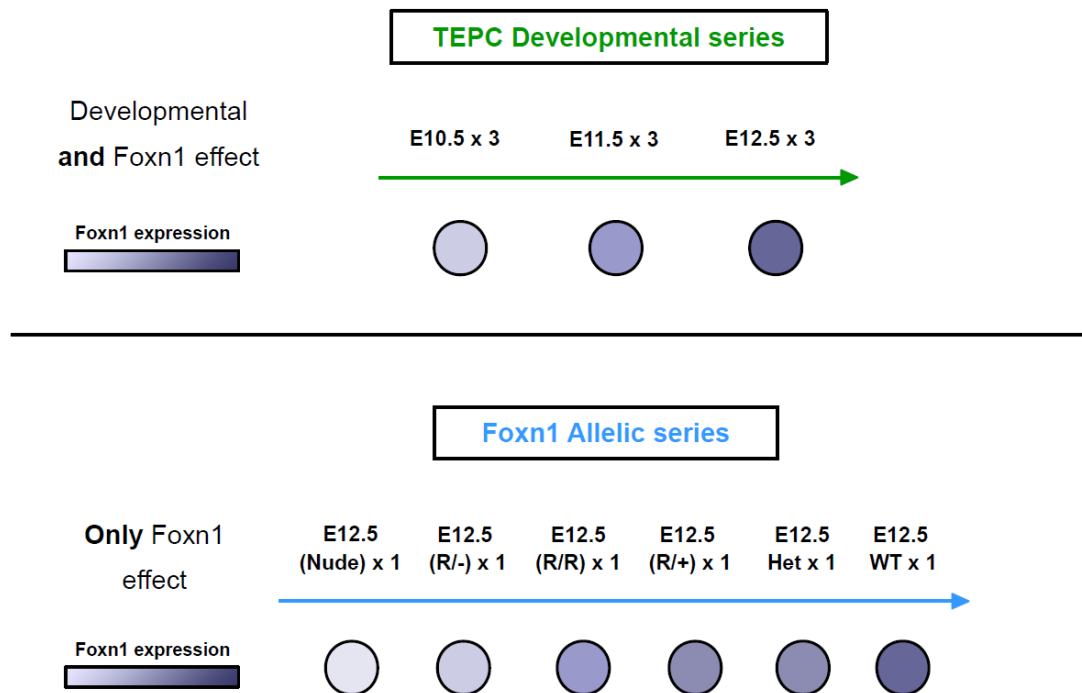 TEPC Developmental series
Developmental
and Foxn1 effect
E10.5 x 3 E11.5 x 3 E12.5 x 3
Foxn1 expression
Foxn1 Allelic series
Only Foxn1
effect
E12.5 E12.5 E12.5 E12.5 E12.5 E12.5
(Nude) x 1 (R/-) x 1 (R/R) x 1 (R/+) x 1 Het x 1 WT x 1
Foxn1 expression